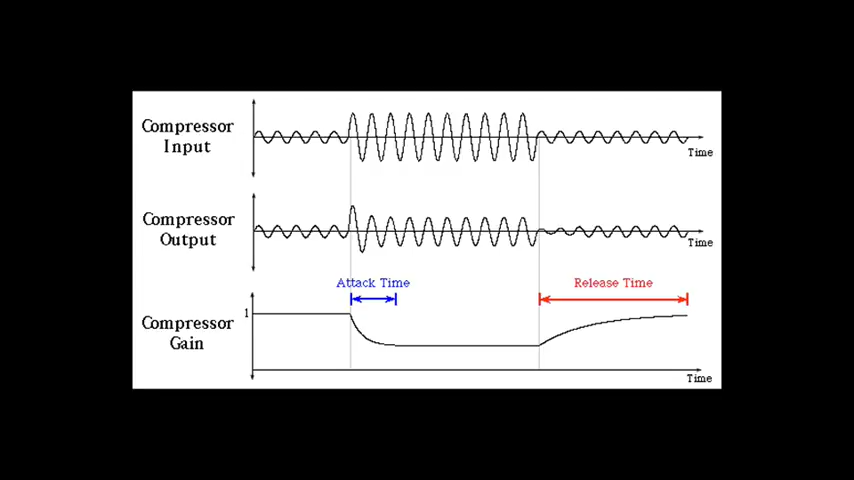 Compressor
Input
Time
Compressor
Output
Time
Attack Time
Release Time
1
Compressor
Gain
Time